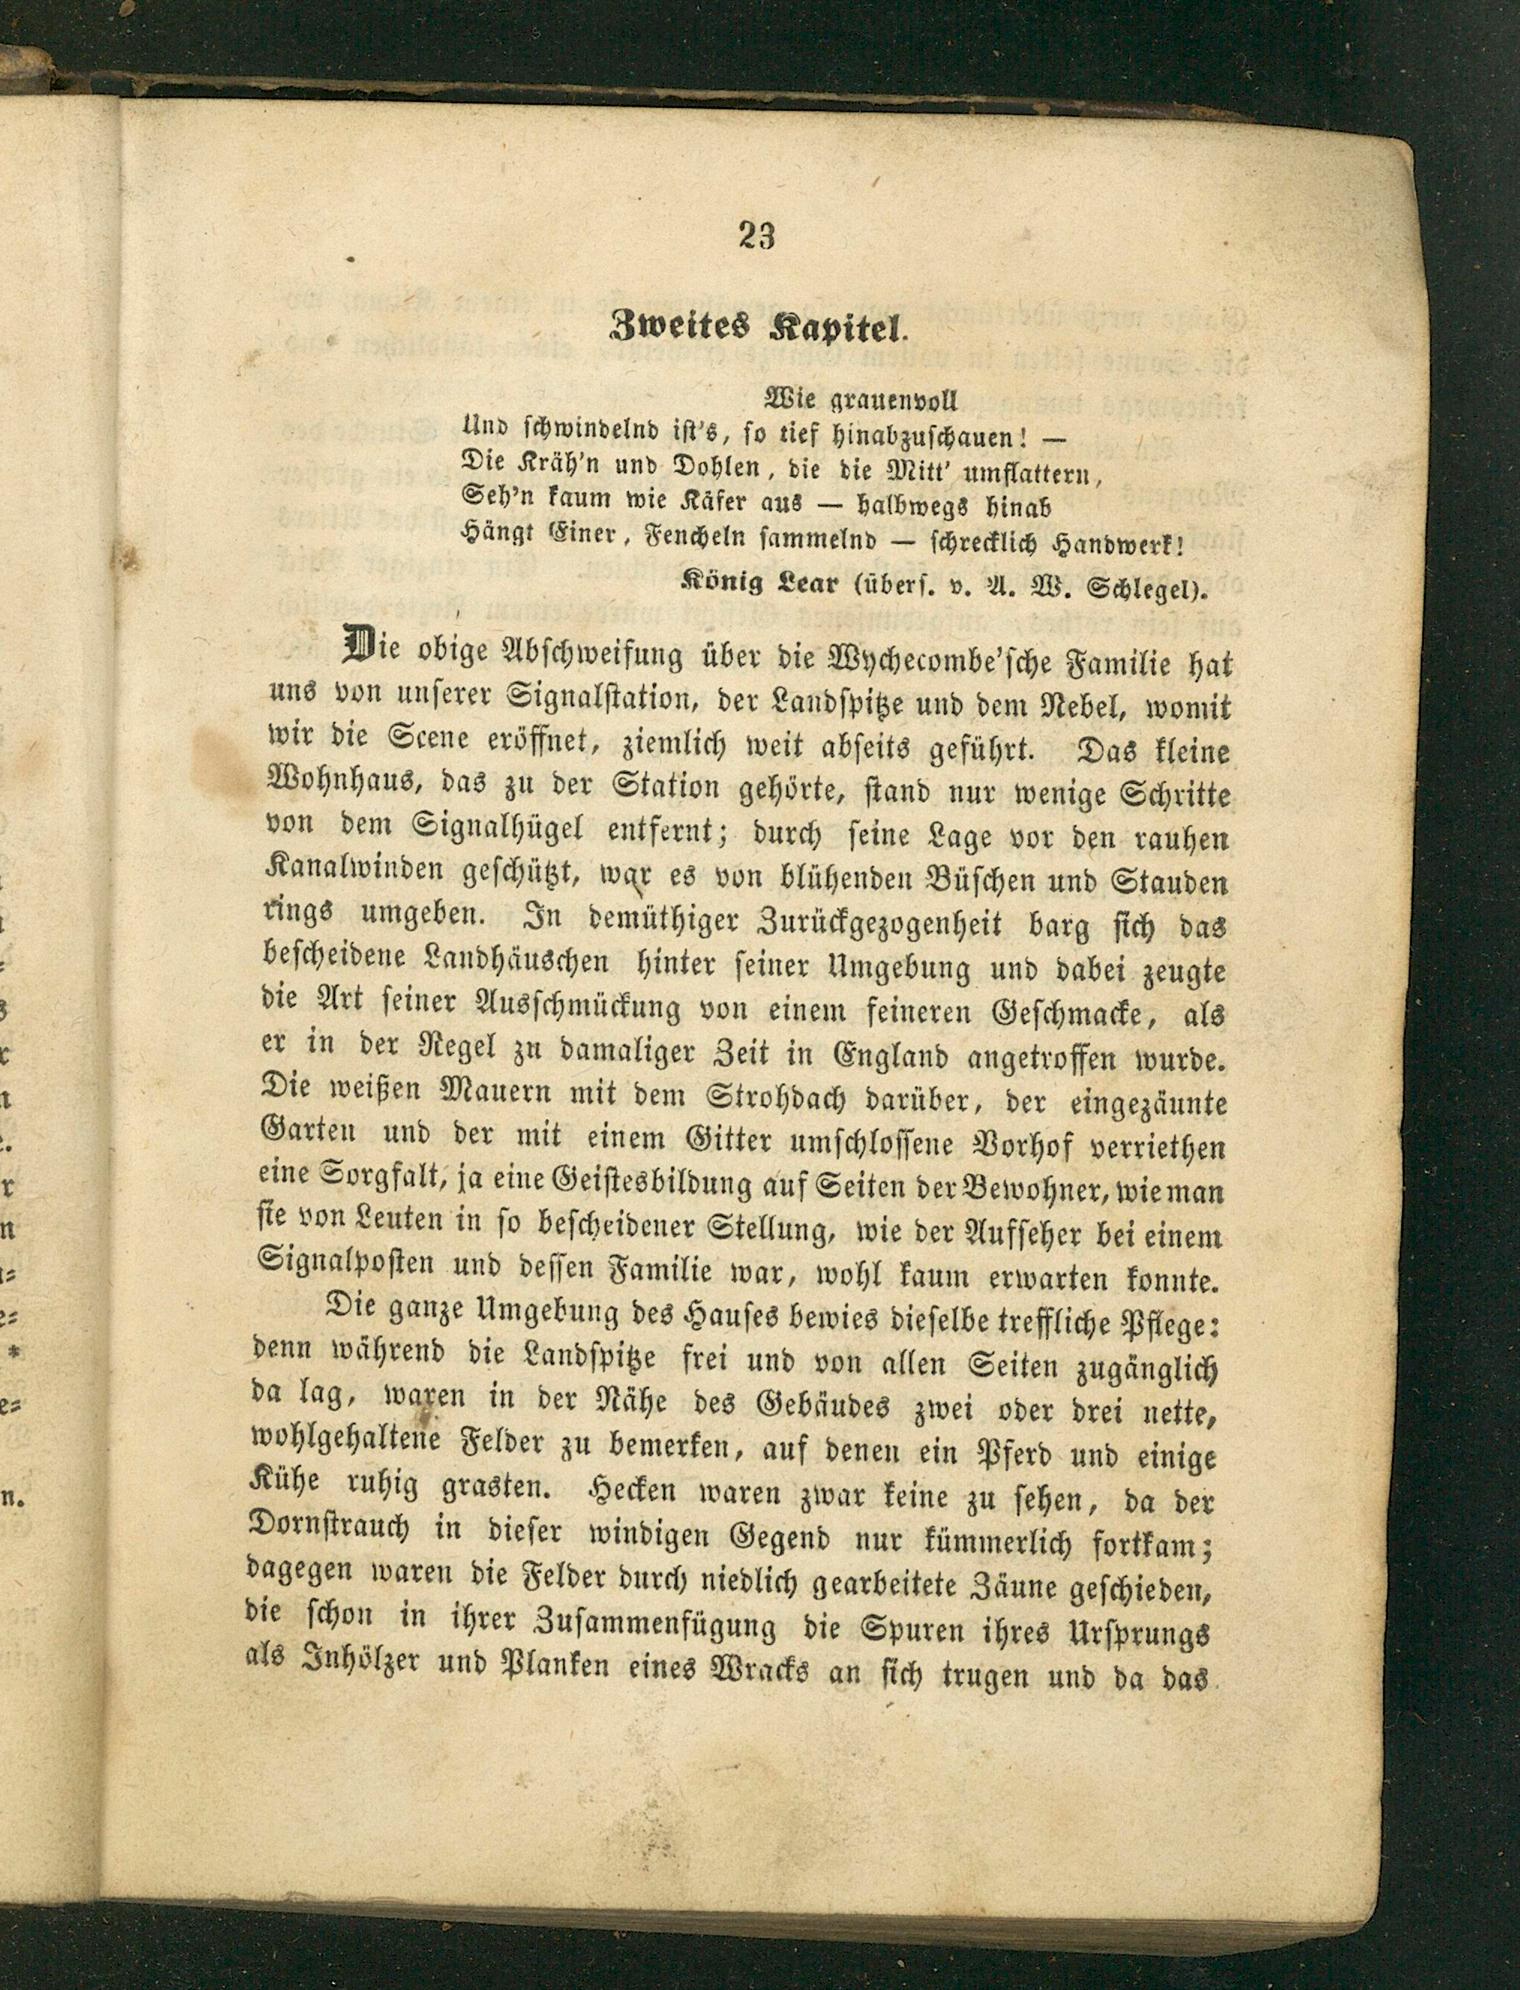 23
Zweites Kapitel.
Wie grauenvoll
Und schwindelnd ist's, so tief hinabzuschauen! —
Die Kräh'n und Dohlen, die die Mitt' umflattern,
Seh'n kaum wie Käfer aus — halbwegs hinab
Hängt Einer, Fencheln sammelnd — schrecklich Handwerk!
König Lear (übers. v. A. W. Schlegel).
Die obige Abschweifung über die Wychecombe'sche Familie hat
uns von unserer Signalstation, der Landspitze und dem Nebel, womit
wir die Scene eröffnet, ziemlich weit abseits geführt. Das kleine
Wohnhaus, das zu der Station gehörte, stand nur wenige Schritte
von dem Signalhügel entfernt; durch seine Lage vor den rauhen
Kanalwinden geschützt, war es von blühenden Büschen und Stauden
rings umgeben. In demüthiger Zurückgezogenheit barg sich das
bescheidene Landhäuschen hinter seiner Umgebung und dabei zeugte
die Art seiner Ausschmückung von einem feineren Geschmacke, als
er in der Regel zu damaliger Zeit in England angetroffen wurde.
Die weißen Mauern mit dem Strohdach darüber, der eingezäunte
Garten und der mit einem Gitter umschlossene Vorhof verriethen
eine Sorgfalt, ja eine Geistesbildung auf Seiten der Bewohner, wie man
sie von Leuten in so bescheidener Stellung, wie der Aufseher bei einem
Signalposten und dessen Familie war, wohl kaum erwarten konnte.
Die ganze Umgebung des Hauses bewies dieselbe treffliche Pflege:
denn während die Landspitze frei und von allen Seiten zugänglich
da lag, waren in der Nähe des Gebäudes zwei oder drei nette,
wohlgehaltene Felder zu bemerken, auf denen ein Pferd und einige
Kühe ruhig grasten. Hecken waren zwar keine zu sehen, da der
Dornstrauch in dieser windigen Gegend nur kümmerlich fortkam;
dagegen waren die Felder durch niedlich gearbeitete Zäune geschieden,
die schon in ihrer Zusammenfügung die Spuren ihres Ursprungs
als Inhölzer und Planken eines Wracks an sich trugen und da das